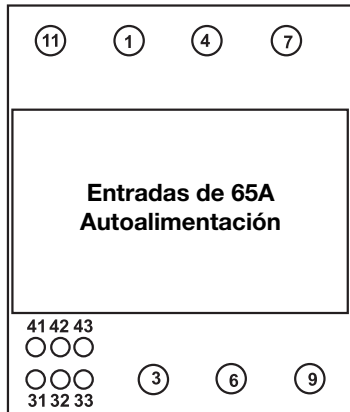 11 1 4 7
Entradas de 65A
Autoalimentación
41 42 43
3 6 9
31 32 33